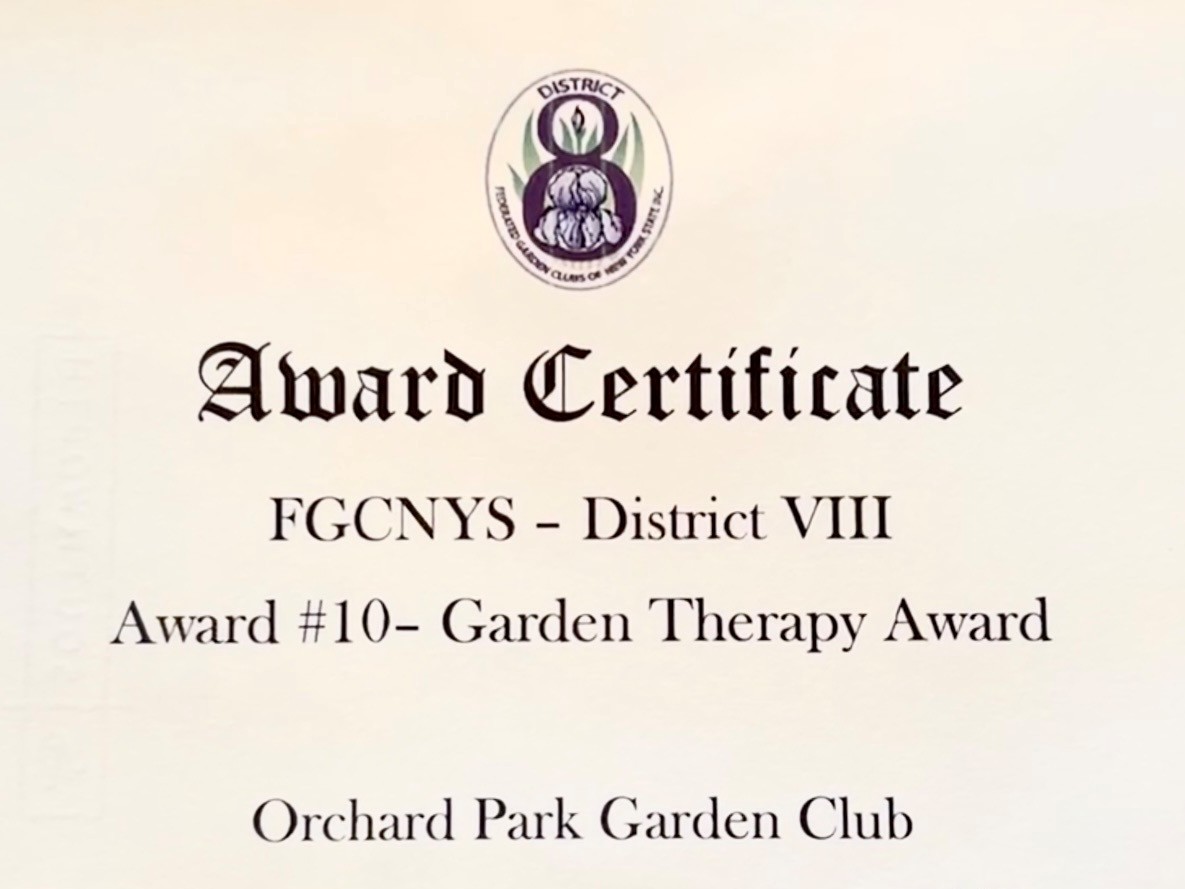 DISTRICT
8
FEDERATED GARDEN CLUBS OF NEW YORK STATE, INC.
Award Certificate
FGCNYS – District VIII
Award #10– Garden Therapy Award
Orchard Park Garden Club